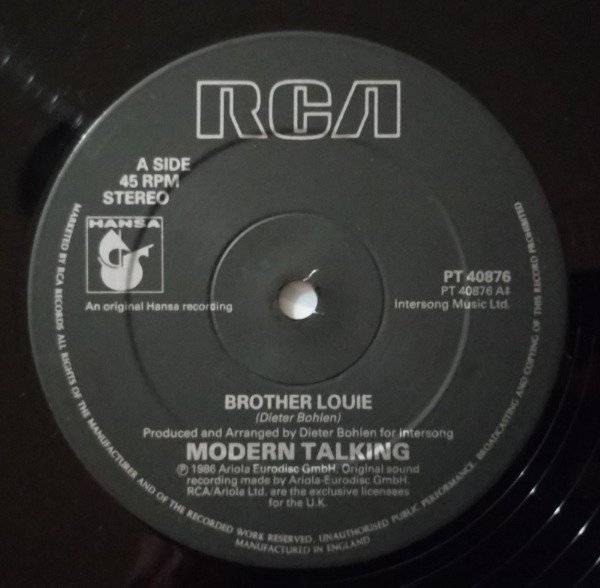 RCA
A SIDE
45 RPM
STEREO
HANSA
An original Hansa recording
PT 40876
PT 40876 A‡
Intersong Music Ltd.
BROTHER LOUIE
(Dieter Bohlen)
Produced and Arranged by Dieter Bohlen for Intersong
MODERN TALKING
℗ 1986 Ariola Eurodisc GmbH. Original sound
recording made by Ariola-Eurodisc GmbH.
RCA/Ariola Ltd. are the exclusive licensees
for the U.K.
MARKETED BY RCA RECORDS ALL RIGHTS OF THE MANUFACTURER AND OF THE RECORDED WORK RESERVED. UNAUTHORISED PUBLIC PERFORMANCE, BROADCASTING AND COPYING OF THIS RECORD PROHIBITED
MANUFACTURED IN ENGLAND